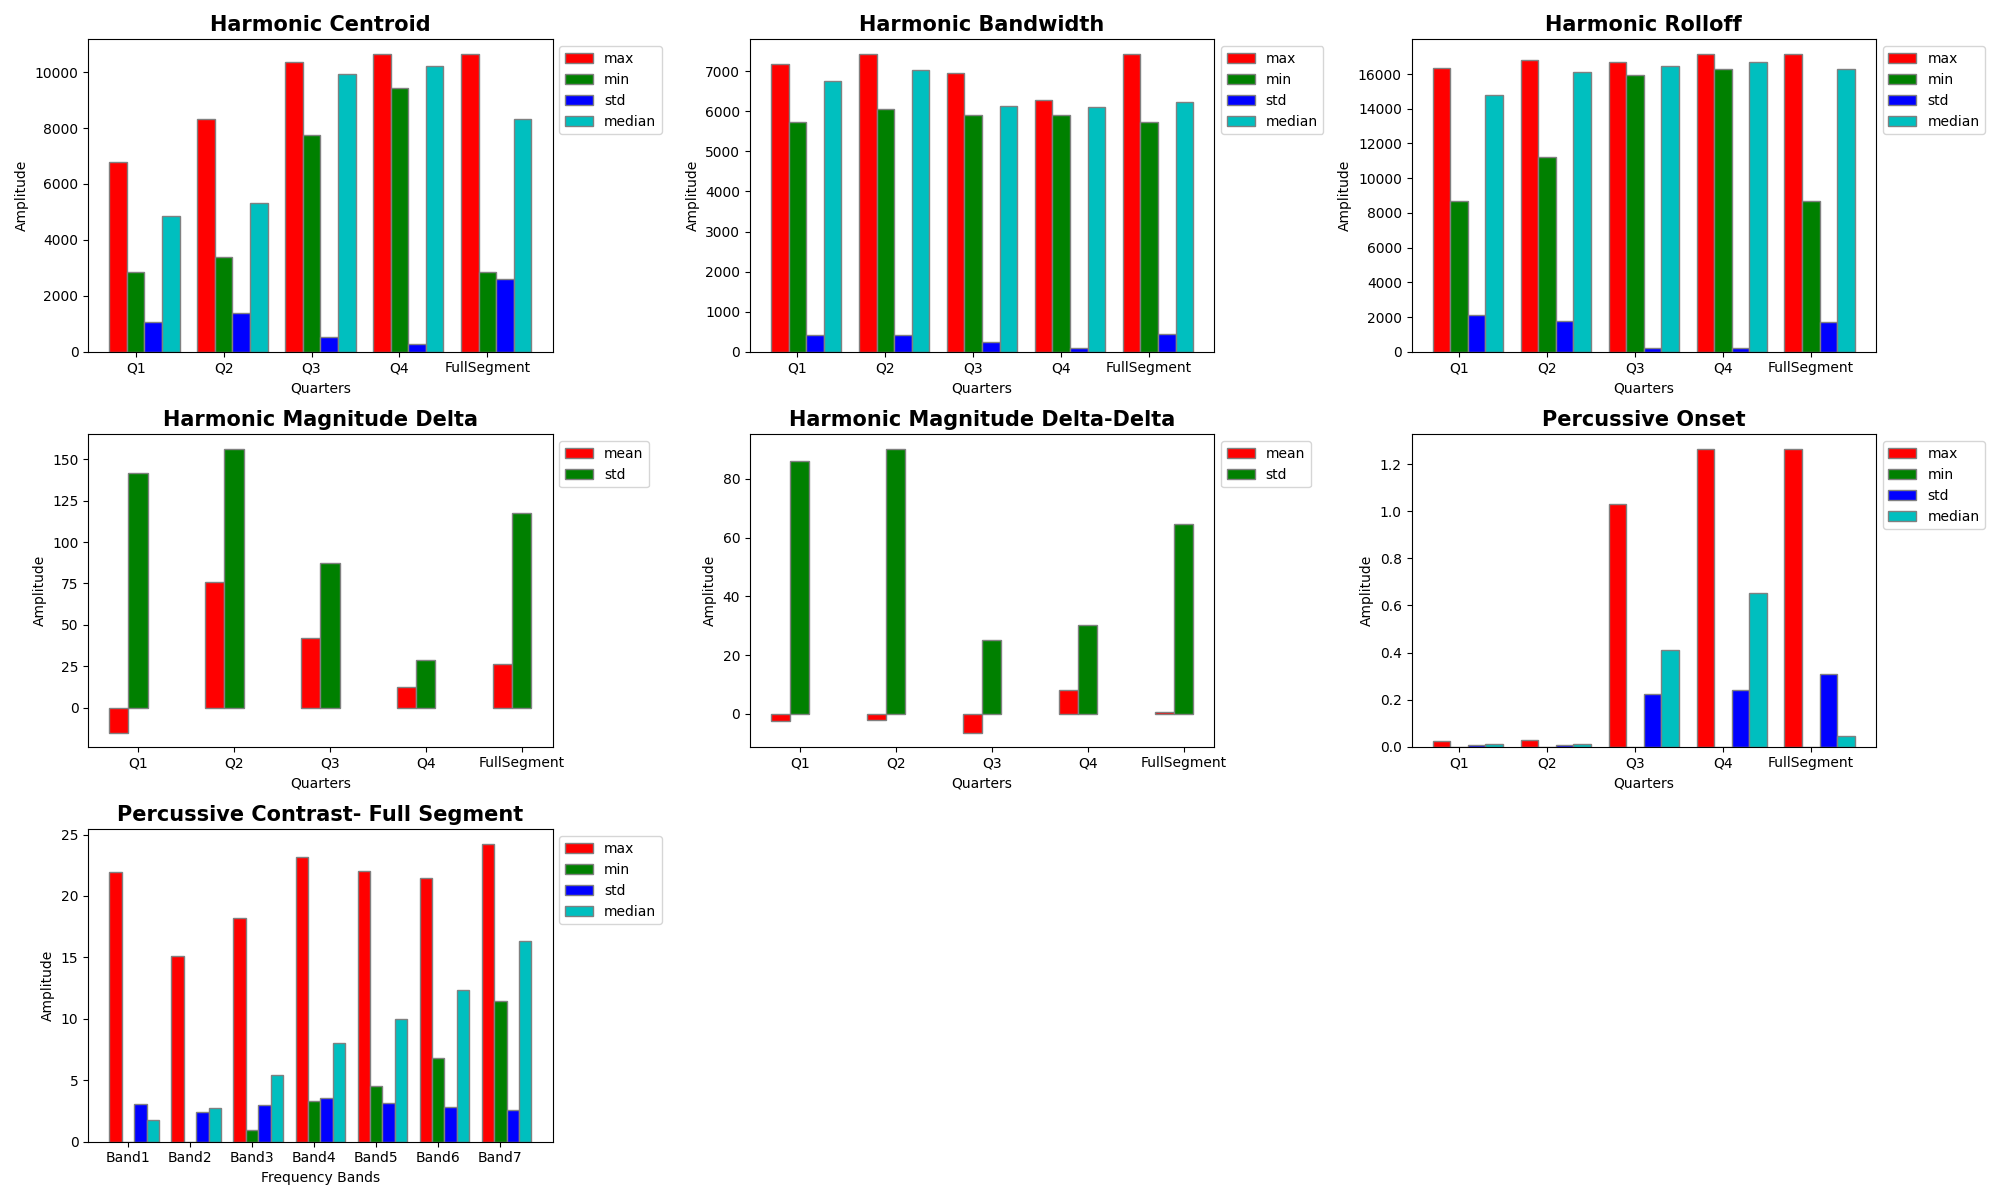 Harmonic Centroid
10000
8000
6000
4000
2000
0
Amplitude
Q1 Q2 Q3 Q4 FullSegment
Quarters
max
min
std
median
Harmonic Bandwidth
7000
6000
5000
4000
3000
2000
1000
0
Amplitude
Q1 Q2 Q3 Q4 FullSegment
Quarters
max
min
std
median
Harmonic Rolloff
16000
14000
12000
10000
8000
6000
4000
2000
0
Amplitude
Q1 Q2 Q3 Q4 FullSegment
Quarters
max
min
std
median
Harmonic Magnitude Delta
150
125
100
75
50
25
0
Amplitude
Q1 Q2 Q3 Q4 FullSegment
Quarters
mean
std
Harmonic Magnitude Delta-Delta
80
60
40
20
0
Amplitude
Q1 Q2 Q3 Q4 FullSegment
Quarters
mean
std
Percussive Onset
1.2
1.0
0.8
0.6
0.4
0.2
0.0
Amplitude
Q1 Q2 Q3 Q4 FullSegment
Quarters
max
min
std
median
Percussive Contrast- Full Segment
25
20
15
10
5
0
Amplitude
Band1 Band2 Band3 Band4 Band5 Band6 Band7
Frequency Bands
max
min
std
median